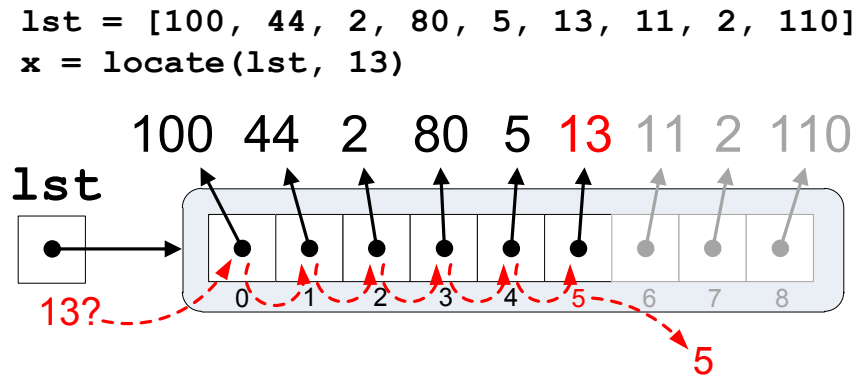 lst = [100, 44, 2, 80, 5, 13, 11, 2, 110]
x = locate(lst, 13)
100 44 2 80 5 13 11 2 110
lst
0 1 2 3 4 5 6 7 8
13?
5